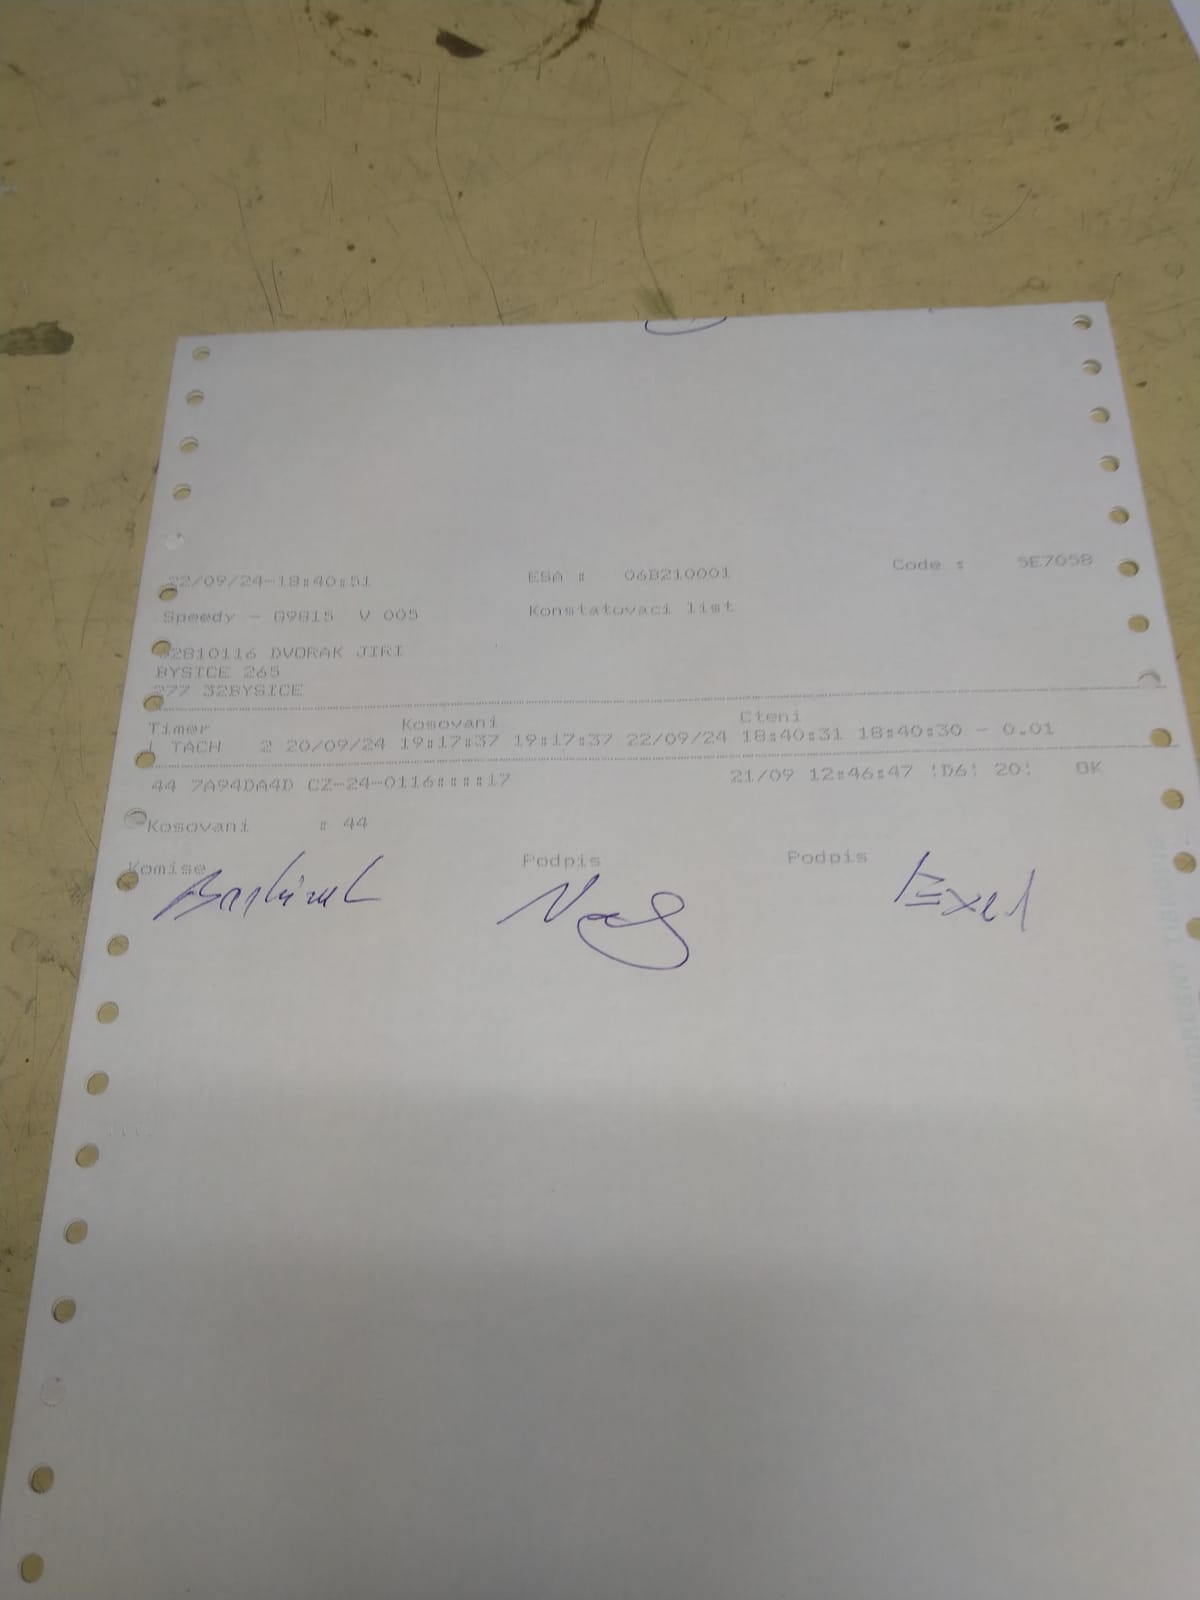 22/09/24-18:40:51 ESA : 06B210001 Code : 5E7058
Speedy - G9815 V 005 Konstatovaci list
02810116 DVORAK JIRI
BYSICE 265
277 32BYSICE
Timer Kosovani Cteni
1 TACH 2 20/09/24 19:17:37 19:17:37 22/09/24 18:40:31 18:40:30 - 0.01
44 7A94DA4D CZ-24-0116::::17 21/09 12:46:47 !D6! 20! OK
Kosovani : 44
Komise Podpis Podpis
Exel